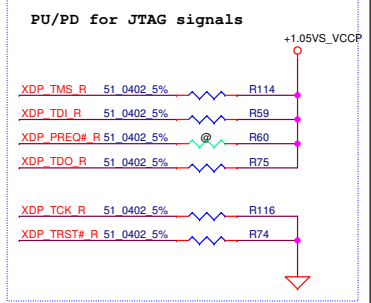 PU/PD for JTAG signals
+1.05VS_VCCP
XDP_TMS_R 51_0402_5% R114
XDP_TDI_R 51_0402_5% R59
XDP_PREQ#_R 51_0402_5% @ R60
XDP_TDO_R 51_0402_5% R75
XDP_TCK_R 51_0402_5% R116
XDP_TRST#_R 51_0402_5% R74